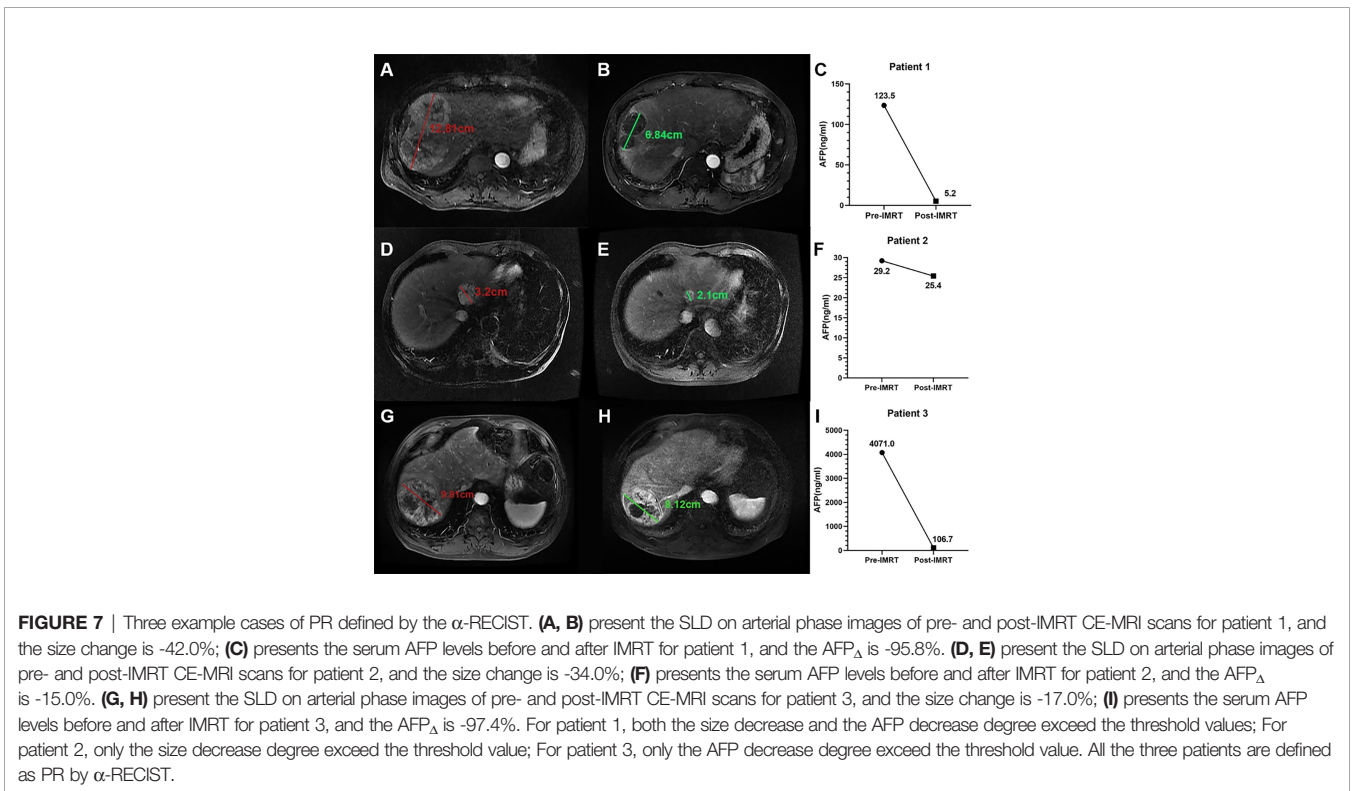 A
B
6.84cm
C
Patient 1
150
123.5
100
AFP(ng/ml)
50
5.2
0
Pre-IMRT Post-IMRT
D
3.2cm
E
2.1cm
F
Patient 2
30
29.2
25
25.4
20
AFP(ng/ml)
15
10
5
0
Pre-IMRT Post-IMRT
G
9.81cm
H
8.12cm
I
Patient 3
5000
4071.0
4000
3000
AFP(ng/ml)
2000
1000
106.7
0
Pre-IMRT Post-IMRT
FIGURE 7 | Three example cases of PR defined by the α-RECIST. (A, B) present the SLD on arterial phase images of pre- and post-IMRT CE-MRI scans for patient 1, and
the size change is -42.0%; (C) presents the serum AFP levels before and after IMRT for patient 1, and the AFPΔ is -95.8%. (D, E) present the SLD on arterial phase images of
pre- and post-IMRT CE-MRI scans for patient 2, and the size change is -34.0%; (F) presents the serum AFP levels before and after IMRT for patient 2, and the AFPΔ
is -15.0%. (G, H) present the SLD on arterial phase images of pre- and post-IMRT CE-MRI scans for patient 3, and the size change is -17.0%; (I) presents the serum AFP
levels before and after IMRT for patient 3, and the AFPΔ is -97.4%. For patient 1, both the size decrease and the AFP decrease degree exceed the threshold values; For
patient 2, only the size decrease degree exceed the threshold value; For patient 3, only the AFP decrease degree exceed the threshold value. All the three patients are defined
as PR by α-RECIST.